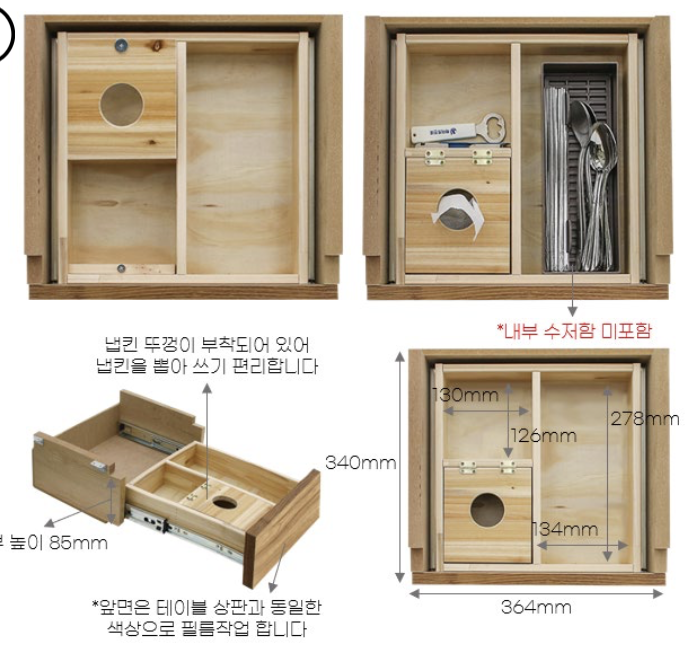 *내부 수저함 미포함
냅킨 뚜껑이 부착되어 있어
냅킨을 뽑아 쓰기 편리합니다
130mm
126mm
278mm
340mm
134mm
높이 85mm
364mm
*앞면은 테이블 상판과 동일한
색상으로 필름작업 합니다